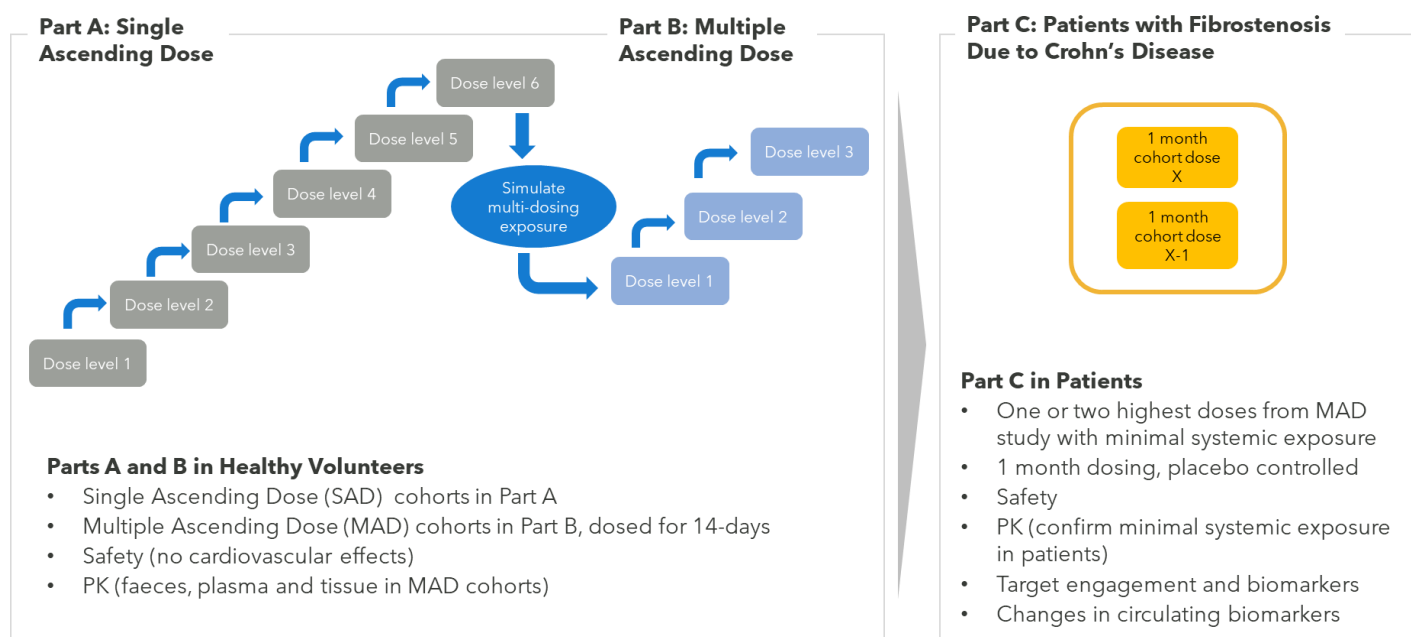 Part A: Single
Ascending Dose
Part B: Multiple
Ascending Dose
Dose level 6
Dose level 5
Dose level 4
Dose level 3
Dose level 2
Dose level 1
Simulate
multi-dosing
exposure
Dose level 3
Dose level 2
Dose level 1
Parts A and B in Healthy Volunteers
• Single Ascending Dose (SAD) cohorts in Part A
• Multiple Ascending Dose (MAD) cohorts in Part B, dosed for 14-days
• Safety (no cardiovascular effects)
• PK (faeces, plasma and tissue in MAD cohorts)
Part C: Patients with Fibrostenosis
Due to Crohn’s Disease
1 month
cohort dose
X
1 month
cohort dose
X-1
Part C in Patients
• One or two highest doses from MAD
study with minimal systemic exposure
• 1 month dosing, placebo controlled
• Safety
• PK (confirm minimal systemic exposure
in patients)
• Target engagement and biomarkers
• Changes in circulating biomarkers